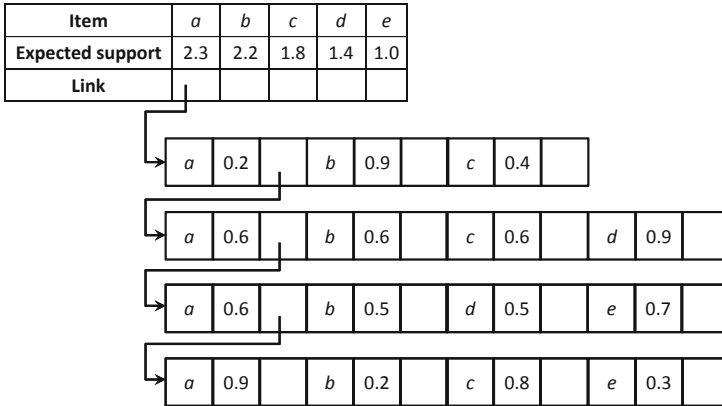 Item a b c d e
Expected support 2.3 2.2 1.8 1.4 1.0
Link
a 0.2 b 0.9 c 0.4
a 0.6 b 0.6 c 0.6 d 0.9
a 0.6 b 0.5 d 0.5 e 0.7
a 0.9 b 0.2 c 0.8 e 0.3